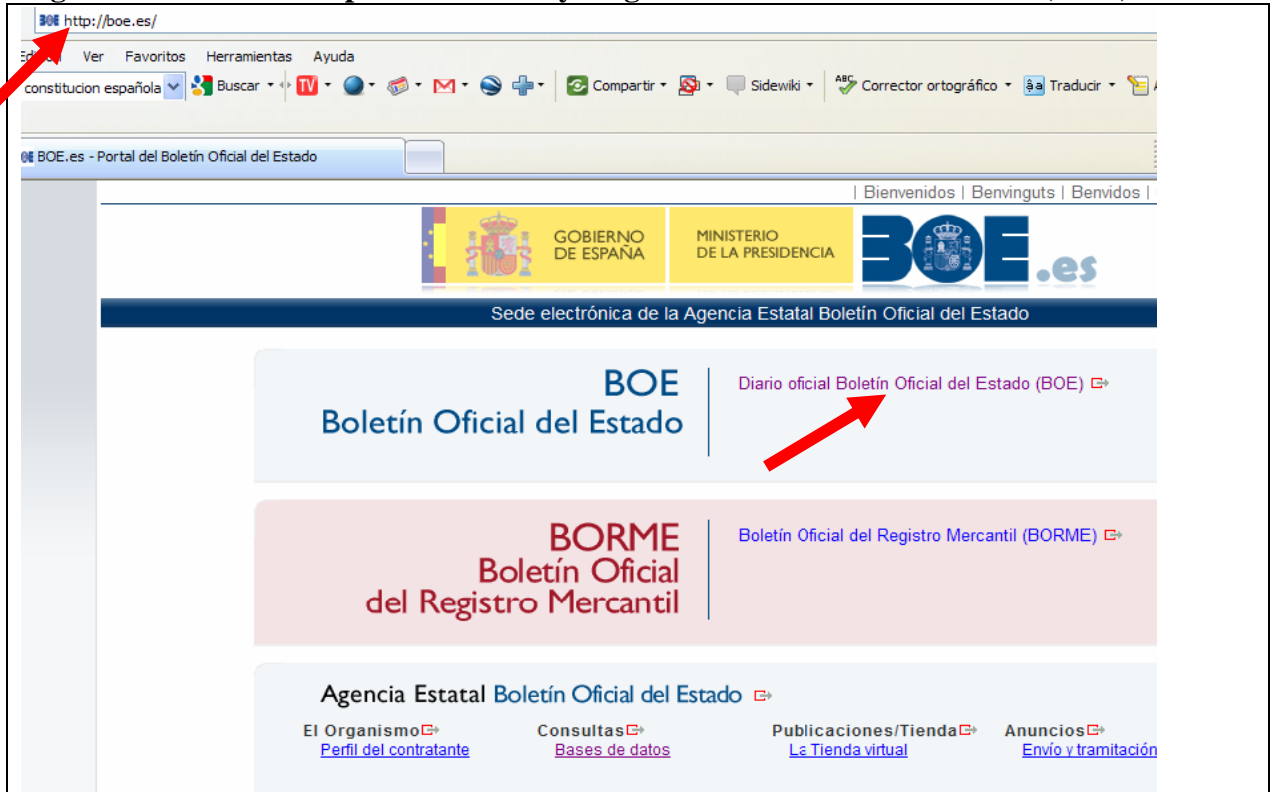 http://boe.es/
Ver Favoritos Herramientas Ayuda
constitucion española Buscar Compartir Sidewiki Corrector ortográfico Traducir
BOE.es - Portal del Boletín Oficial del Estado
| Bienvenidos | Benvinguts | Benvidos |
GOBIERNO
DE ESPAÑA
MINISTERIO
DE LA PRESIDENCIA
BOE.es
Sede electrónica de la Agencia Estatal Boletín Oficial del Estado
BOE
Boletín Oficial del Estado
Diario oficial Boletín Oficial del Estado (BOE)
BORME
Boletín Oficial
del Registro Mercantil
Boletín Oficial del Registro Mercantil (BORME)
Agencia Estatal Boletín Oficial del Estado
El Organismo Consultas Publicaciones/Tienda Anuncios
Perfil del contratante Bases de datos La Tienda virtual Envío y tramitación